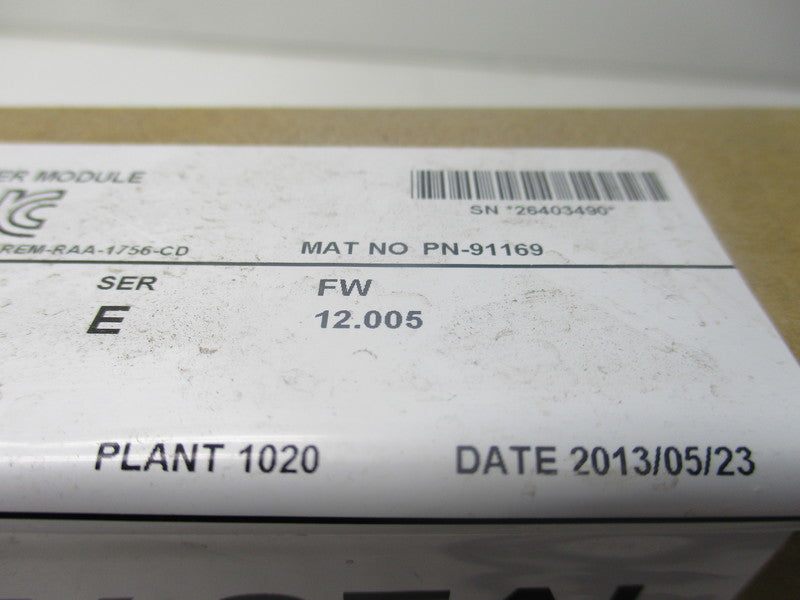 ER MODULE
SN *26403490*
REM-RAA-1756-CD
MAT NO PN-91169
SER
FW
E
12.005
PLANT 1020
DATE 2013/05/23